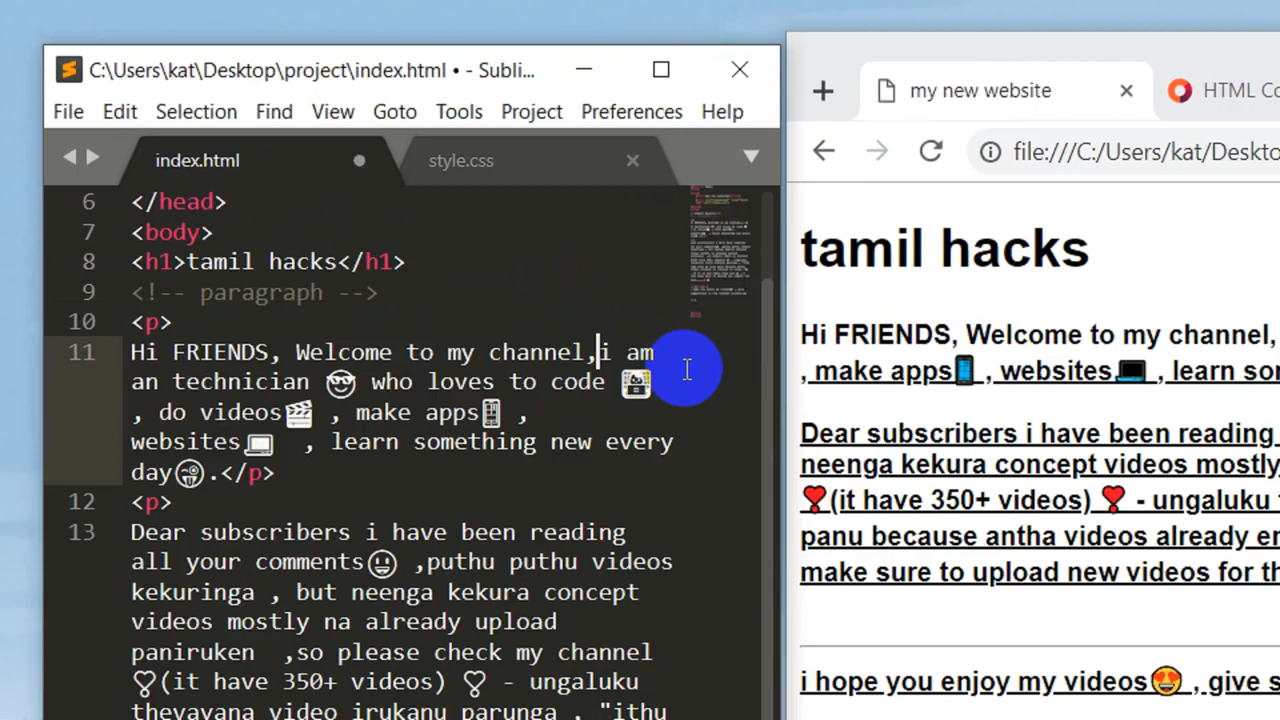 C:\Users\kat\Desktop\project\index.html • - Subli...
File Edit Selection Find View Goto Tools Project Preferences Help
index.html
style.css
6 </head>
7 <body>
8 <h1>tamil hacks</h1>
9 <!-- paragraph -->
10 <p>
11 Hi FRIENDS, Welcome to my channel,i am
an technician 😎 who loves to code
, do videos🎬 , make apps📱 ,
websites💻 , learn something new every
day😜.</p>
12 <p>
13 Dear subscribers i have been reading
all your comments😃 ,puthu puthu videos
kekuringa , but neenga kekura concept
videos mostly na already upload
paniruken ,so please check my channel
❣(it have 350+ videos) ❣ - ungaluku
thevayana video irukanu parunga , "ithu
my new website
HTML Co
file:///C:/Users/kat/Deskto
tamil hacks
Hi FRIENDS, Welcome to my channel,
, make apps📱 , websites💻 , learn so
Dear subscribers i have been reading
neenga kekura concept videos mostly
❣(it have 350+ videos) ❣ - ungaluku
panu because antha videos already
make sure to upload new videos for
i hope you enjoy my videos😍 , give s